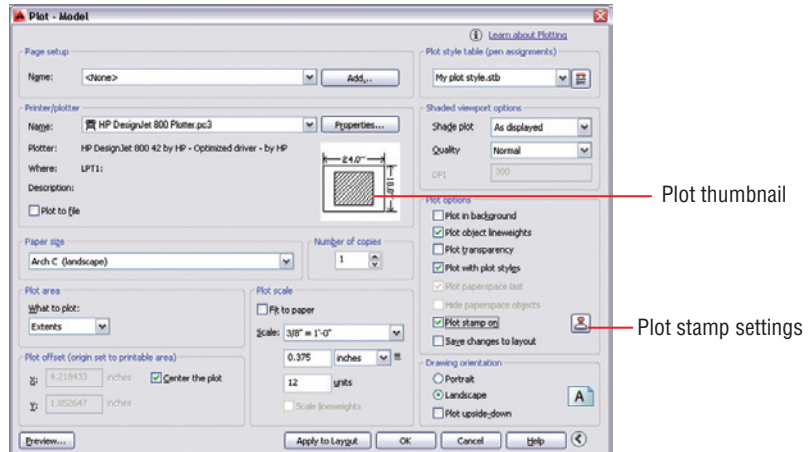 Plot - Model
Learn about Plotting
Page setup
Name:
<None>
Add...
Plot style table (pen assignments)
My plot style.stb
Printer/plotter
Name:
HP DesignJet 800 Plotter.pc3
Properties...
Plotter:
HP DesignJet 800 42 by HP - Optimized driver - by HP
Where:
LPT1:
Description:
Plot to file
24.0"
18.0"
Shaded viewport options
Shade plot
As displayed
Quality
Normal
DPI
300
Plot thumbnail
Paper size
Arch C (landscape)
Number of copies
1
Plot options
Plot in background
Plot object lineweights
Plot transparency
Plot with plot styles
Plot paperspace last
Hide paperspace objects
Plot stamp on
Save changes to layout
Plot stamp settings
Plot area
What to plot:
Extents
Plot scale
Fit to paper
Scale:
3/8" = 1'-0"
0.375
inches
=
12
units
Scale lineweights
Plot offset (origin set to printable area)
X:
4.218433
inches
Center the plot
Y:
1.852647
inches
Drawing orientation
Portrait
Landscape
Plot upside-down
A
Preview...
Apply to Layout
OK
Cancel
Help